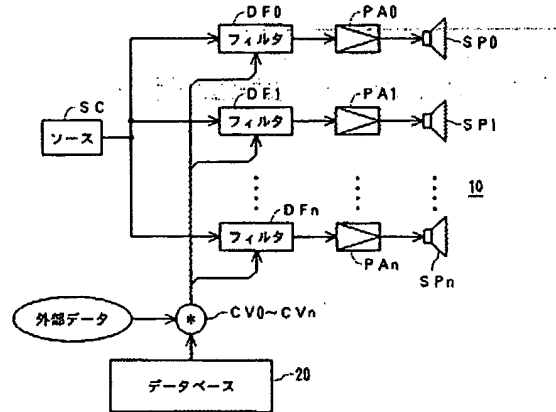 DF0 PA0
フィルタ SP0
SC DF1 PA1
ソース フィルタ SP1
10
DFn
フィルタ
PAn SPn
外部データ * CV0~CVn
データベース 20